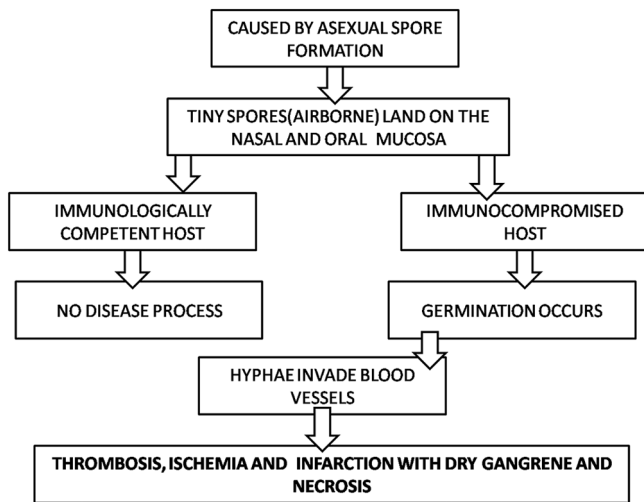 CAUSED BY ASEXUAL SPORE
FORMATION
TINY SPORES(AIRBORNE) LAND ON THE
NASAL AND ORAL MUCOSA
IMMUNOLOGICALLY
COMPETENT HOST
IMMUNOCOMPROMISED
HOST
NO DISEASE PROCESS
GERMINATION OCCURS
HYPHAE INVADE BLOOD
VESSELS
THROMBOSIS, ISCHEMIA AND INFARCTION WITH DRY GANGRENE AND
NECROSIS